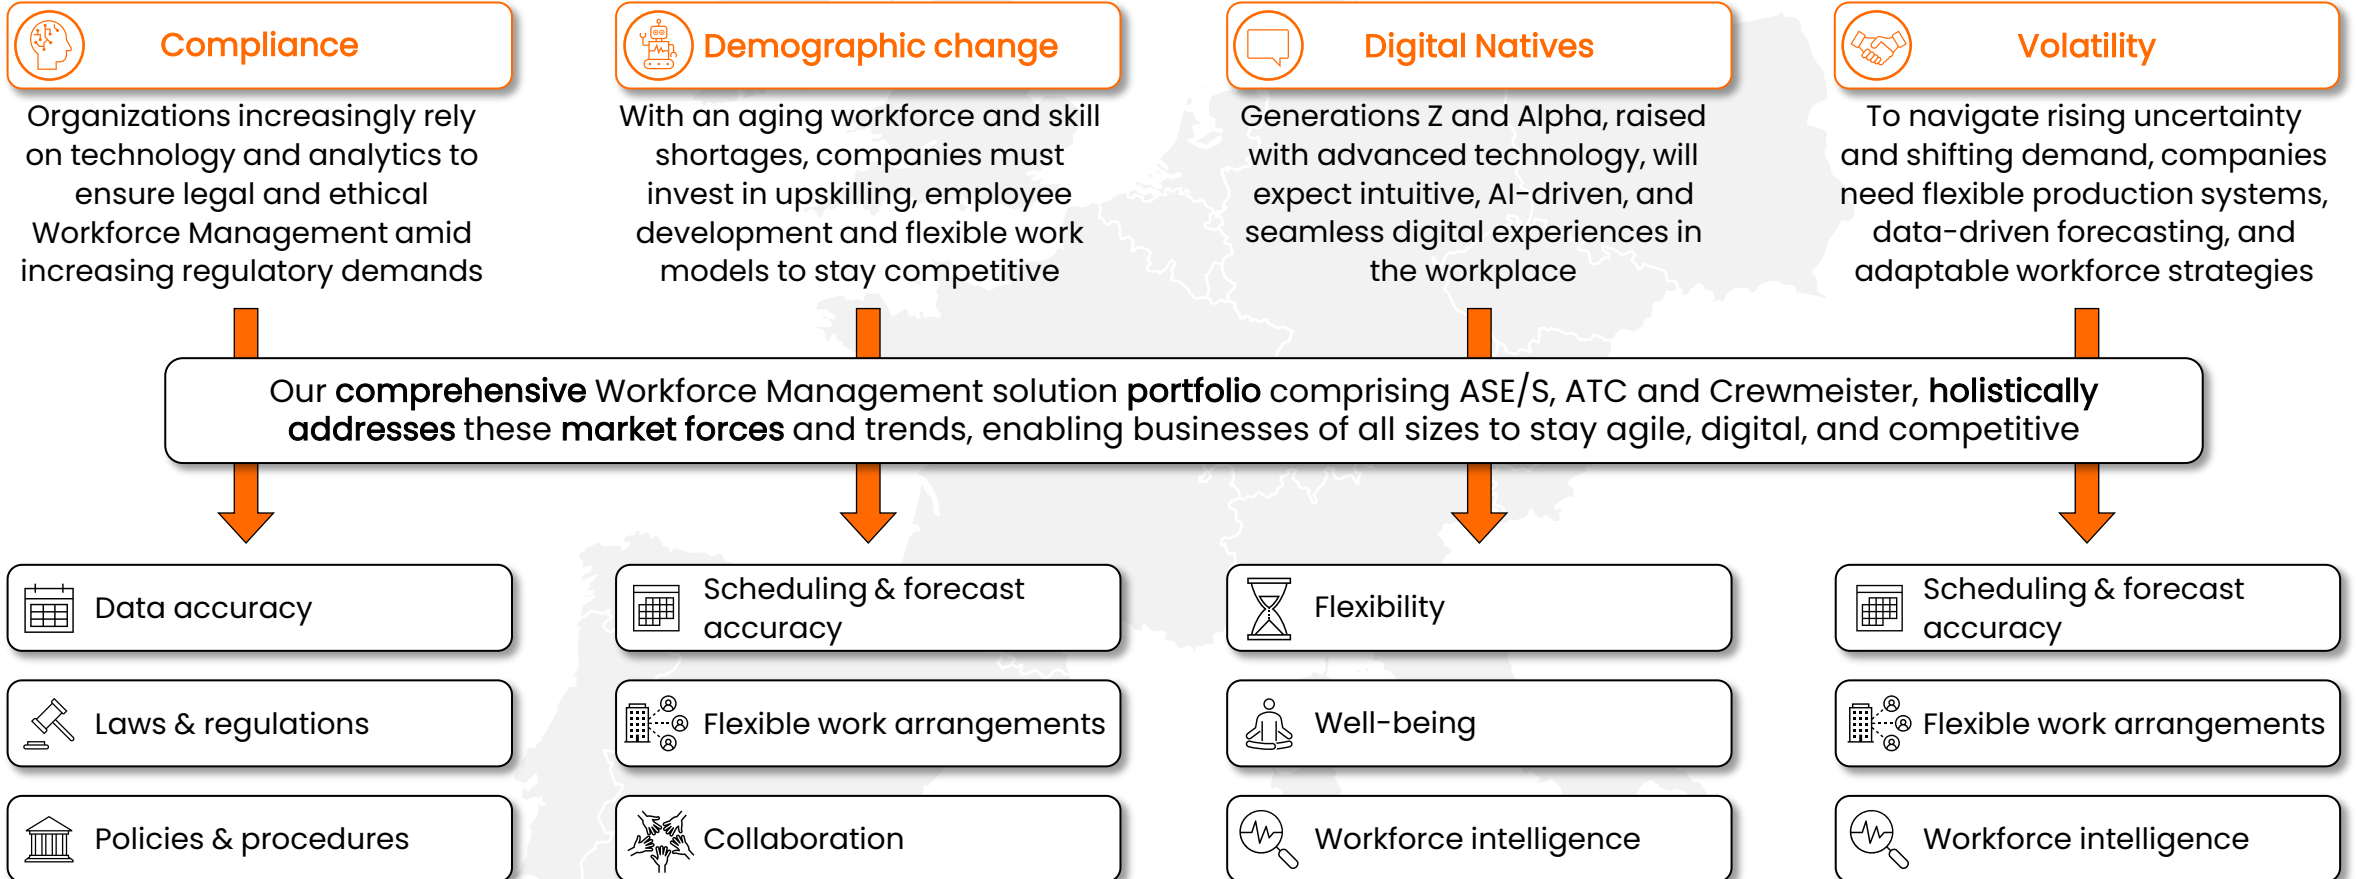 Compliance
Organizations increasingly rely
on technology and analytics to
ensure legal and ethical
Workforce Management amid
increasing regulatory demands
Demographic change
With an aging workforce and skill
shortages, companies must
invest in upskilling, employee
development and flexible work
models to stay competitive
Digital Natives
Generations Z and Alpha, raised
with advanced technology, will
expect intuitive, AI-driven, and
seamless digital experiences in
the workplace
Volatility
To navigate rising uncertainty
and shifting demand, companies
need flexible production systems,
data-driven forecasting, and
adaptable workforce strategies
Our comprehensive Workforce Management solution portfolio comprising ASE/S, ATC and Crewmeister, holistically
addresses these market forces and trends, enabling businesses of all sizes to stay agile, digital, and competitive
Data accuracy
Laws & regulations
Policies & procedures
Scheduling & forecast
accuracy
Flexible work arrangements
Collaboration
Flexibility
Well-being
Workforce intelligence
Scheduling & forecast
accuracy
Flexible work arrangements
Workforce intelligence